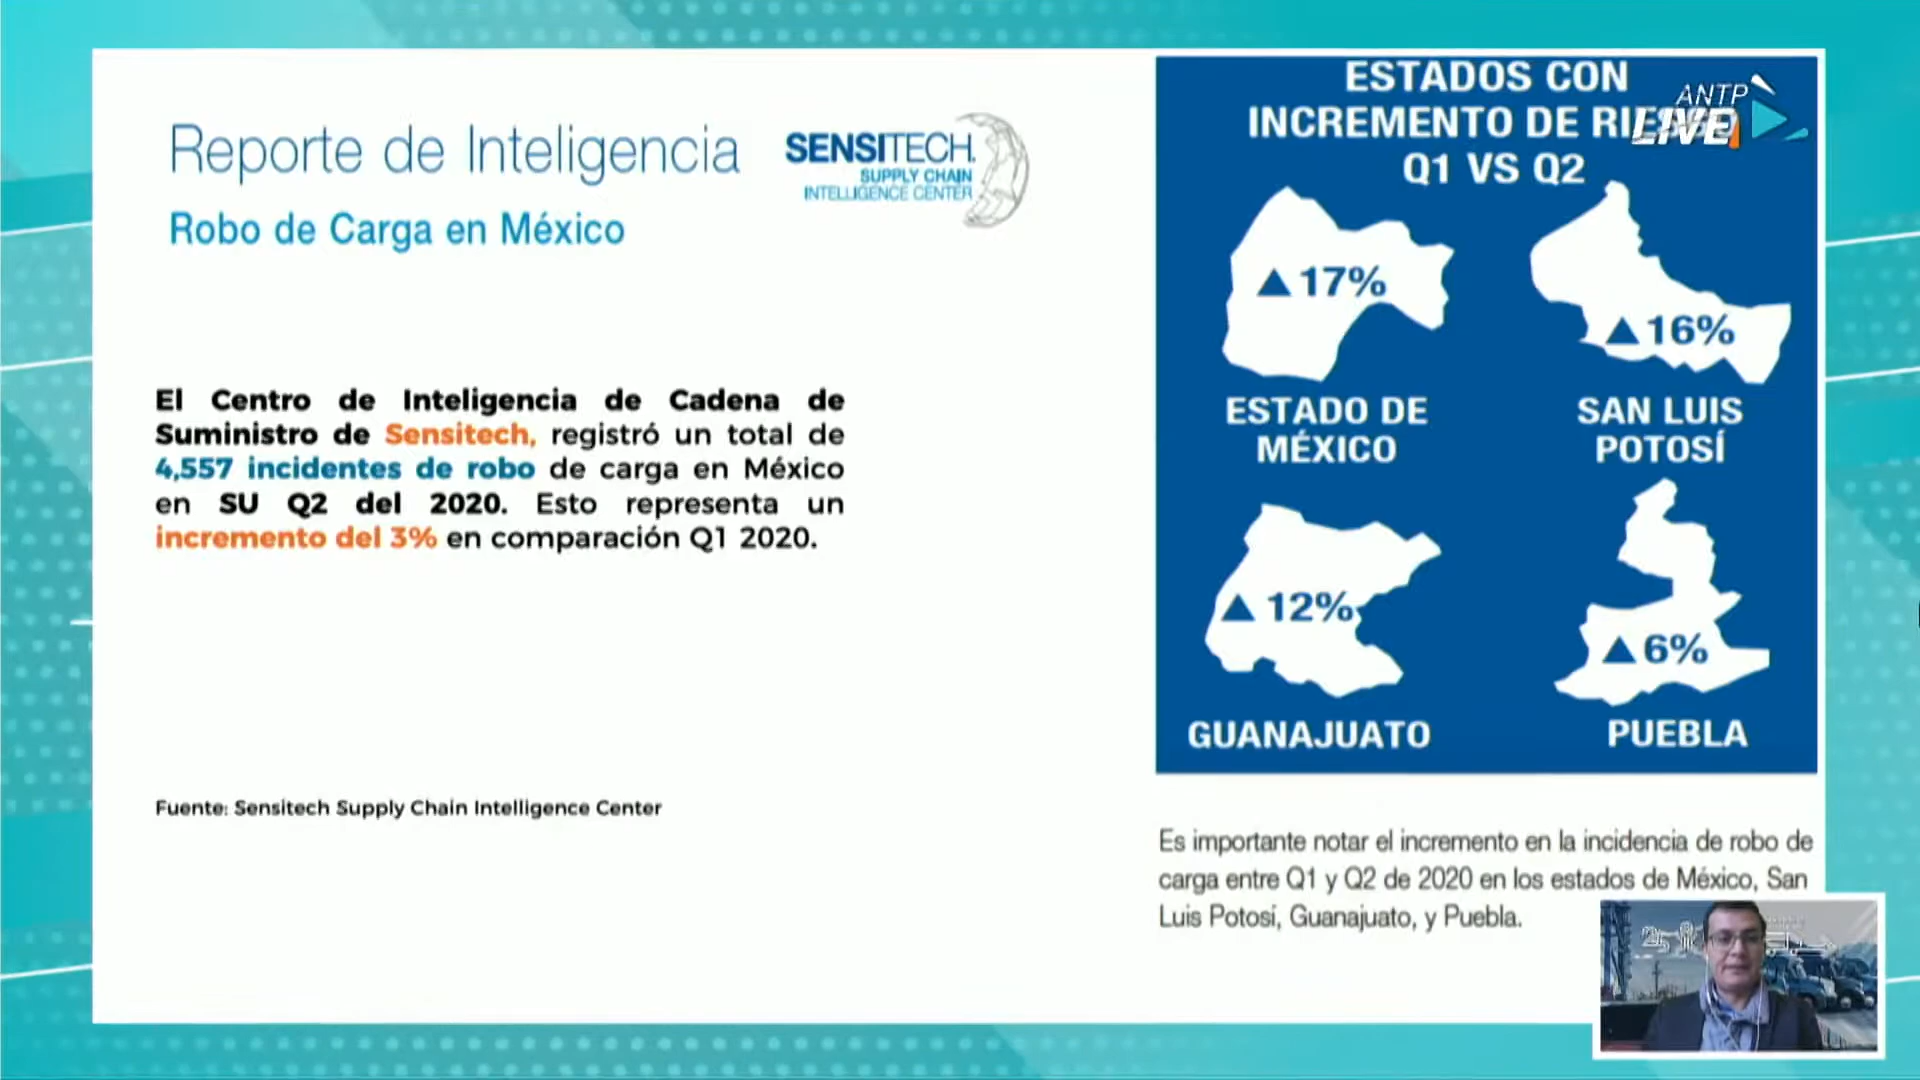 Reporte de Inteligencia
Robo de Carga en México
SENSITECH.
SUPPLY CHAIN
INTELLIGENCE CENTER
El Centro de Inteligencia de Cadena de
Suministro de Sensitech, registró un total de
4,557 incidentes de robo de carga en México
en SU Q2 del 2020. Esto representa un
incremento del 3% en comparación Q1 2020.
Fuente: Sensitech Supply Chain Intelligence Center
ESTADOS CON
INCREMENTO DE
Q1 VS Q2
ANTP
LIVE
▲17%
ESTADO DE
MÉXICO
▲16%
SAN LUIS
POTOSÍ
▲12%
GUANAJUATO
▲6%
PUEBLA
Es importante notar el incremento en la incidencia de robo de
carga entre Q1 y Q2 de 2020 en los estados de México, San
Luis Potosí, Guanajuato, y Puebla.